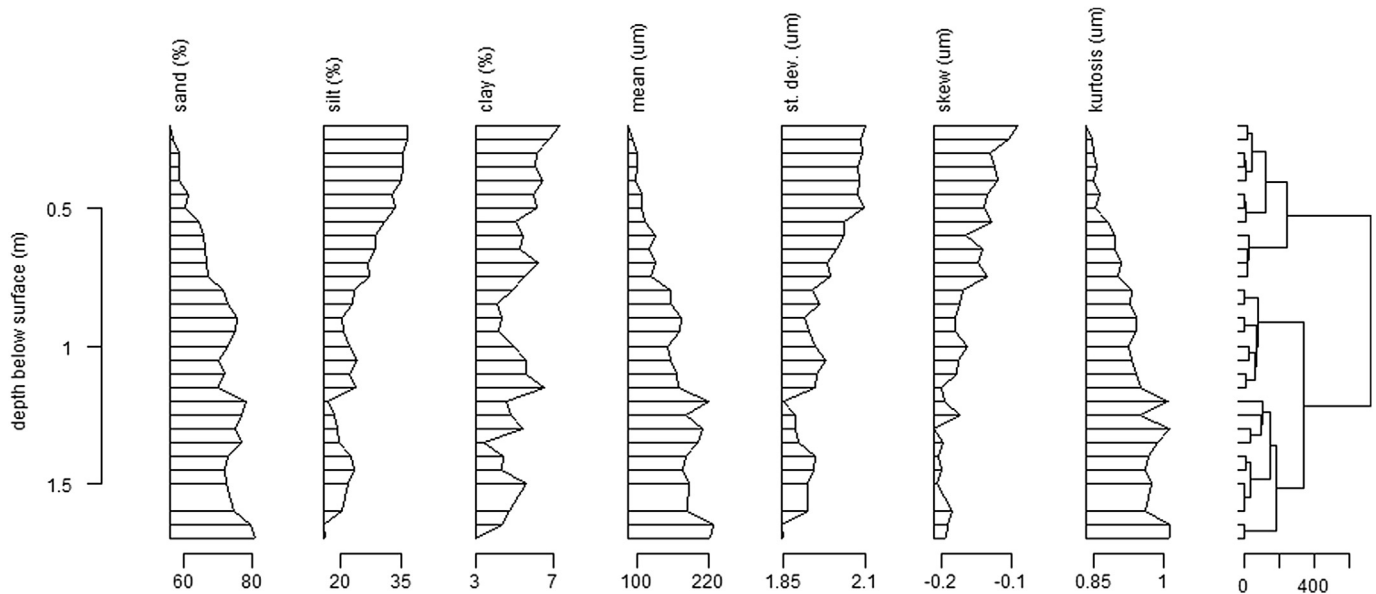 sand (%)
silt (%)
clay (%)
mean (um)
st. dev. (um)
skew (um)
kurtosis (um)
depth below surface (m)
0.5
1
1.5
60 80
20 35
3 7
100 220
1.85 2.1
-0.2 -0.1
0.85 1
0 400